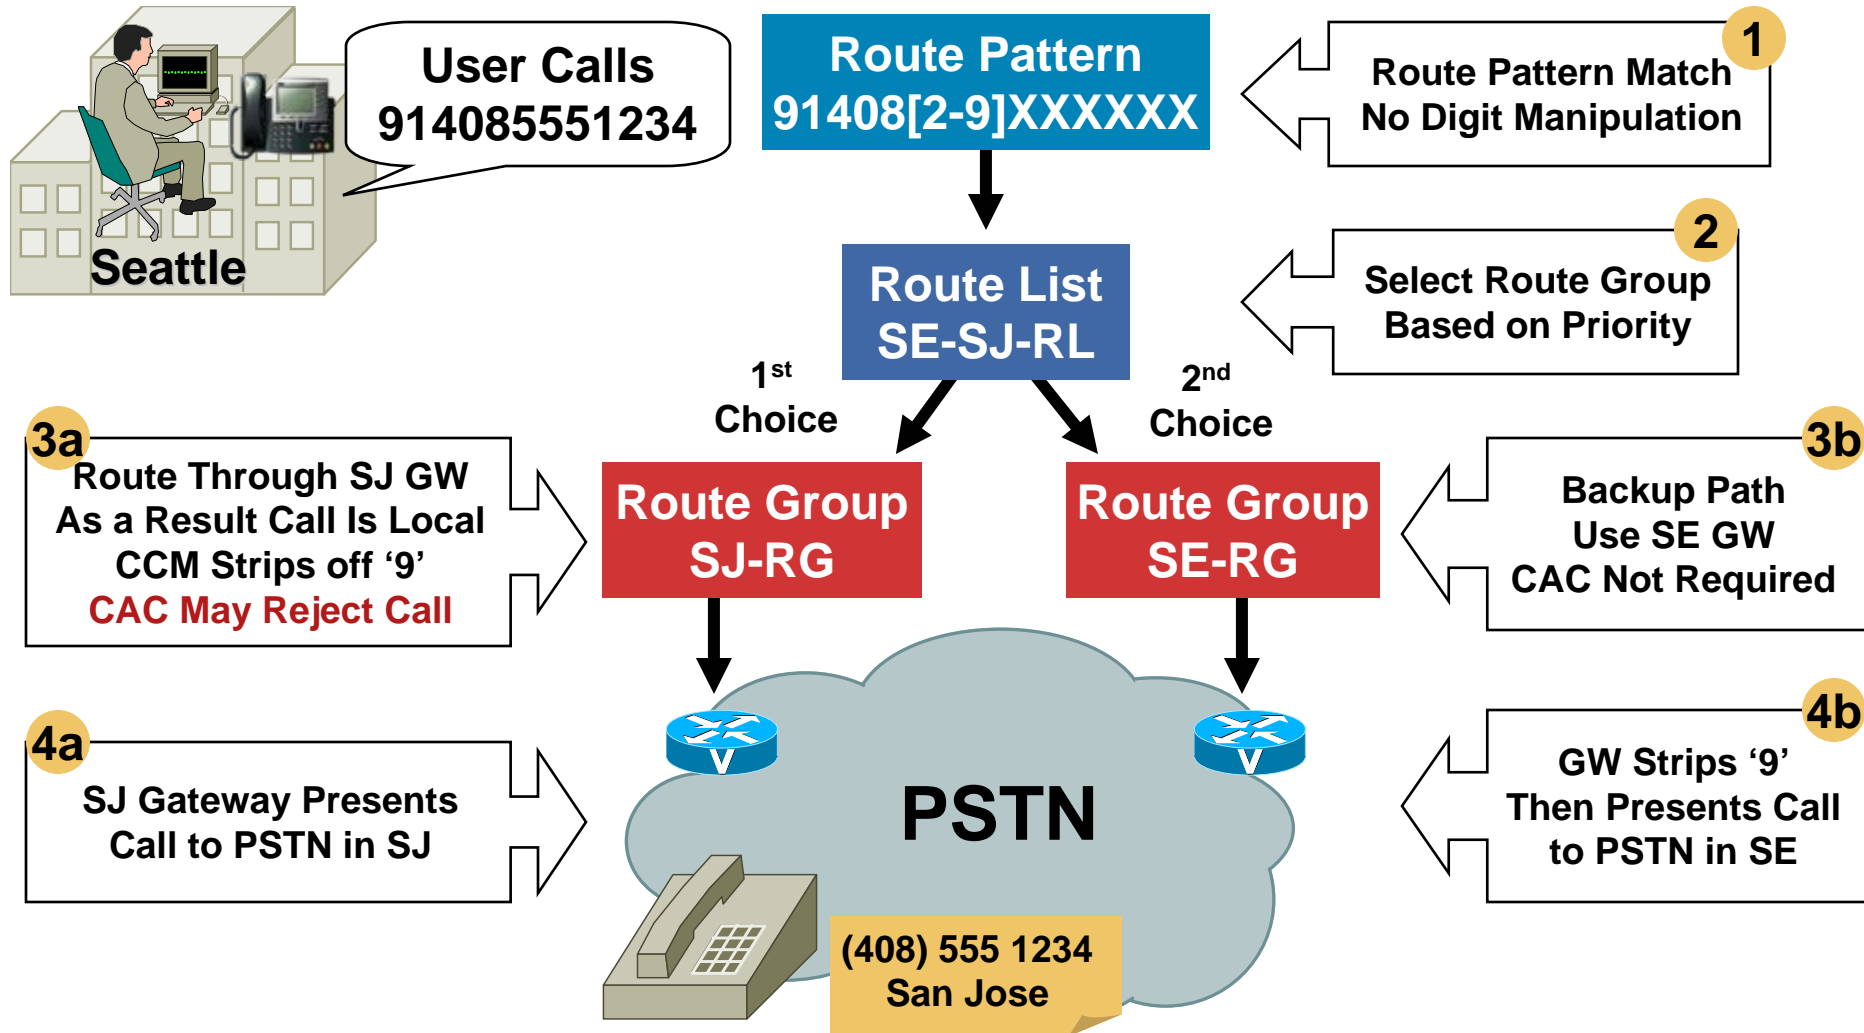 User Calls
914085551234
Seattle
Route Pattern
91408[2-9]XXXXXX
1
Route Pattern Match
No Digit Manipulation
2
Select Route Group
Based on Priority
Route List
SE-SJ-RL
1st
Choice
2nd
Choice
3a
Route Through SJ GW
As a Result Call Is Local
CCM Strips off ‘9’
CAC May Reject Call
Route Group
SJ-RG
Route Group
SE-RG
3b
Backup Path
Use SE GW
CAC Not Required
4a
SJ Gateway Presents
Call to PSTN in SJ
V
V
PSTN
4b
GW Strips ‘9’
Then Presents Call
to PSTN in SE
(408) 555 1234
San Jose